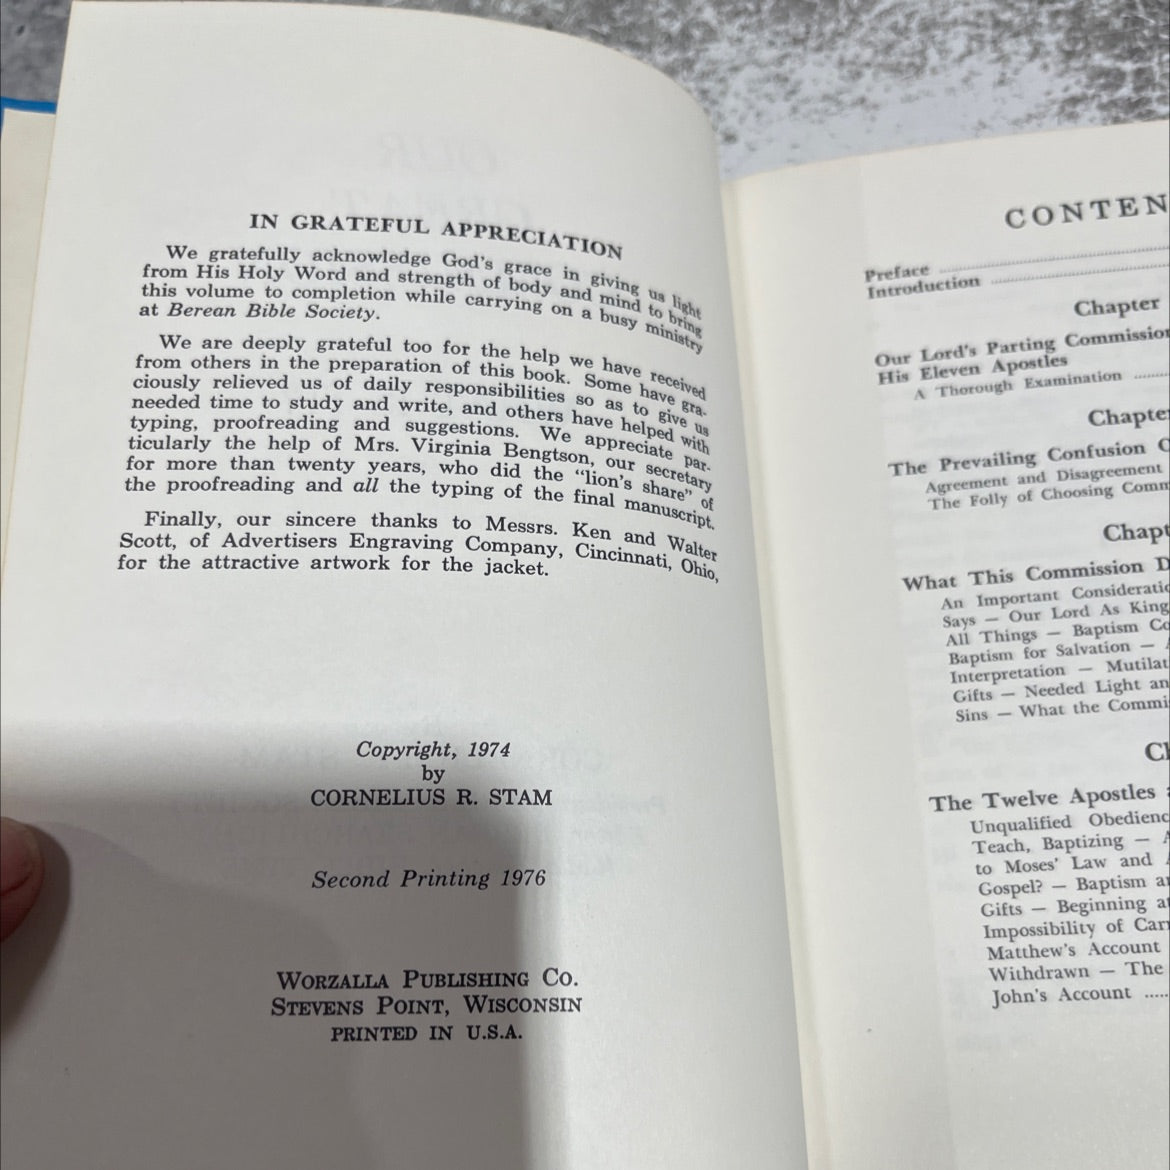 IN GRATEFUL APPRECIATION
We gratefully acknowledge God's grace in giving us light
from His Holy Word and strength of body and mind to bring
this volume to completion while carrying on a busy ministry
at Berean Bible Society.
We are deeply grateful too for the help we have received
from others in the preparation of this book. Some have gra-
ciously relieved us of daily responsibilities so as to give us
needed time to study and write, and others have helped with
typing, proofreading and suggestions. We appreciate par-
ticularly the help of Mrs. Virginia Bengtson, our secretary
for more than twenty years, who did the “lion's share” of
the proofreading and all the typing of the final manuscript.
Finally, our sincere thanks to Messrs. Ken and Walter
Scott, of Advertisers Engraving Company, Cincinnati, Ohio,
for the attractive artwork for the jacket.
Copyright, 1974
by
CORNELIUS R. STAM
Second Printing 1976
WORZALLA PUBLISHING CO.
STEVENS POINT, WISCONSIN
PRINTED IN U.S.A.
CONTEN
Preface
Introduction
Chapter
Our Lord's Parting Commission
His Eleven Apostles
A Thorough Examination
Chapter
The Prevailing Confusion
Agreement and Disagreement
The Folly of Choosing Comm
Chapt
What This Commission D
An Important Consideratio
Says — Our Lord As King
All Things — Baptism Co
Baptism for Salvation —
Interpretation — Mutilat
Gifts — Needed Light an
Sins — What the Commi
Ch
The Twelve Apostles
Unqualified Obedienc
Teach, Baptizing —
to Moses' Law and
Gospel? — Baptism a
Gifts — Beginning a
Impossibility of Carr
Matthew's Account
Withdrawn — The
John's Account